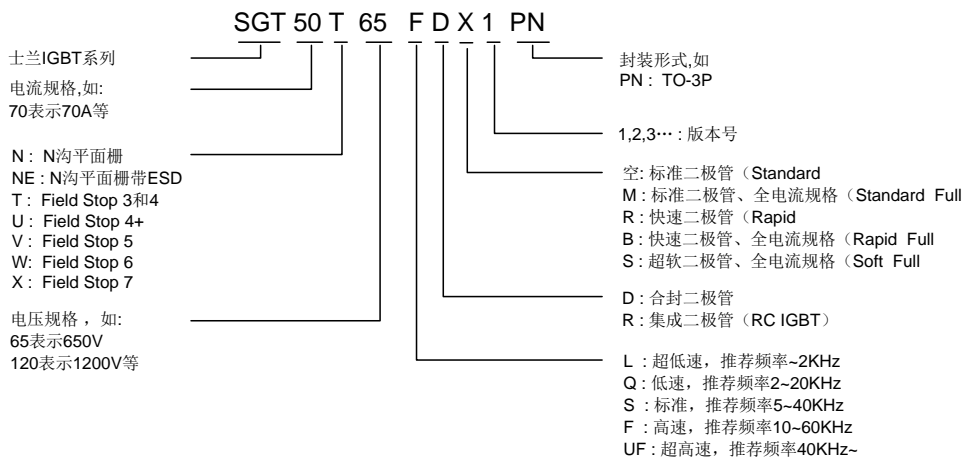 SGT 50 T 65 F D X 1 PN
士兰IGBT系列
电流规格,如:
70表示70A等
N : N沟平面栅
NE : N沟平面栅带ESD
T : Field Stop 3和4
U : Field Stop 4+
V : Field Stop 5
W: Field Stop 6
X : Field Stop 7
电压规格 ，如:
65表示650V
120表示1200V等
封装形式,如
PN : TO-3P
1,2,3… : 版本号
空: 标准二极管（Standard
M : 标准二极管、全电流规格（Standard Full
R : 快速二极管（Rapid
B : 快速二极管、全电流规格（Rapid Full
S : 超软二极管、全电流规格（Soft Full
D : 合封二极管
R : 集成二极管（RC IGBT）
L : 超低速，推荐频率~2KHz
Q : 低速，推荐频率2~20KHz
S : 标准，推荐频率5~40KHz
F : 高速，推荐频率10~60KHz
UF : 超高速，推荐频率40KHz~